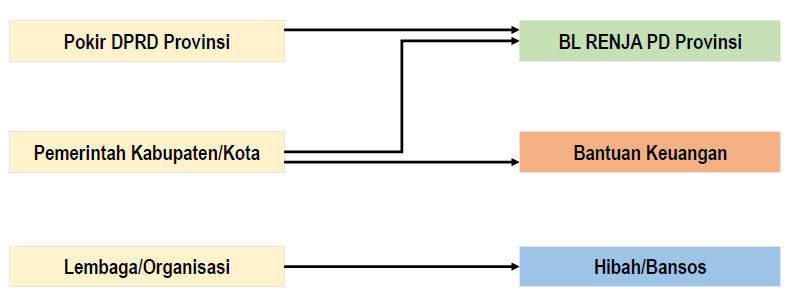 Pokir DPRD Provinsi
BL RENJA PD Provinsi
Pemerintah Kabupaten/Kota
Bantuan Keuangan
Lembaga/Organisasi
Hibah/Bansos